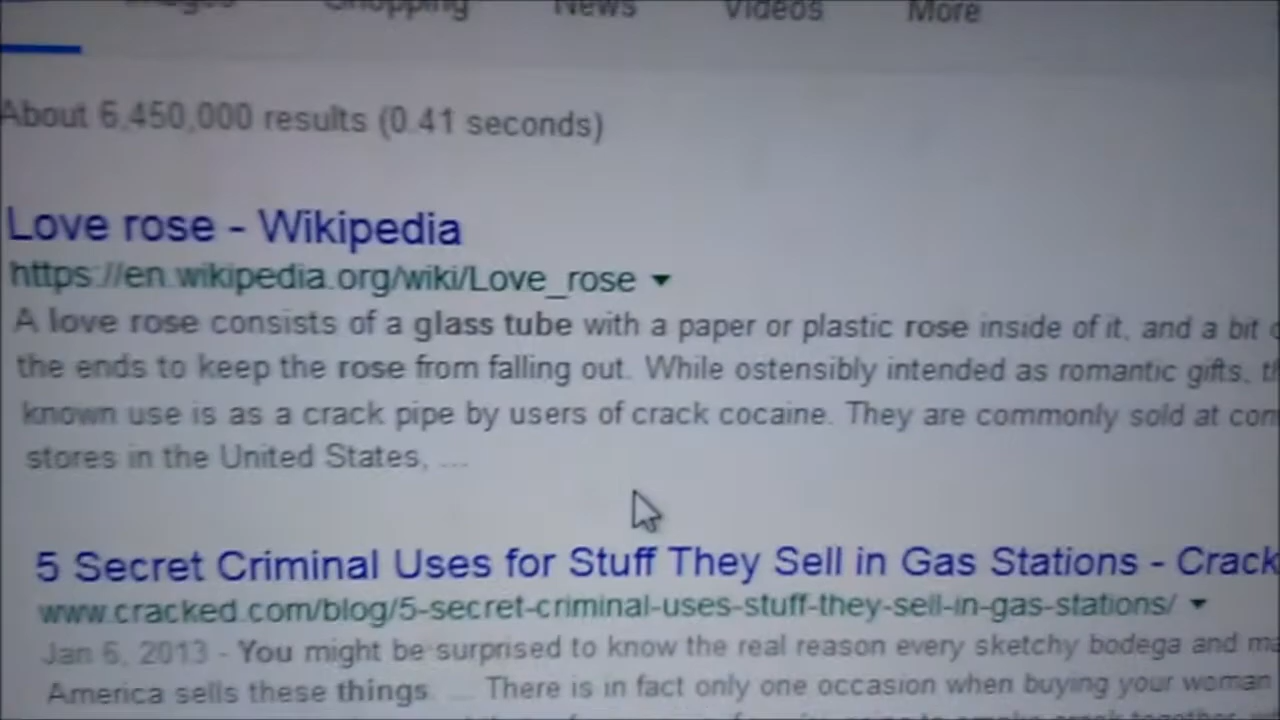 Shopping News Videos More
About 6,450,000 results (0.41 seconds)
Love rose - Wikipedia
https://en.wikipedia.org/wiki/Love_rose
A love rose consists of a glass tube with a paper or plastic rose inside of it, and a bit
the ends to keep the rose from falling out. While ostensibly intended as romantic gifts,
known use is as a crack pipe by users of crack cocaine. They are commonly sold at con
stores in the United States, ...
5 Secret Criminal Uses for Stuff They Sell in Gas Stations - Crack
www.cracked.com/blog/5-secret-criminal-uses-stuff-they-sell-in-gas-stations/
Jan 6, 2013 - You might be surprised to know the real reason every sketchy bodega and
America sells these things. ... There is in fact only one occasion when buying your woman